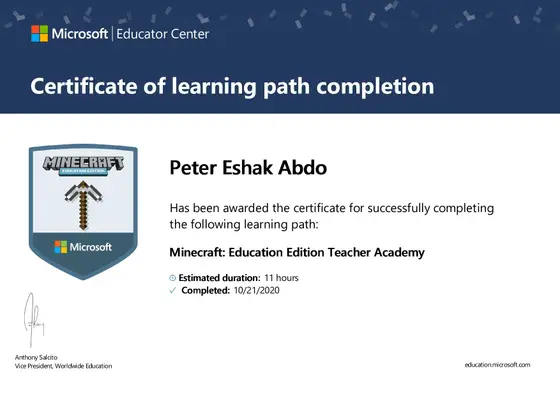 Microsoft | Educator Center
Certificate of learning path completion
MINECRAFT
EDUCATION EDITION
Microsoft
Peter Eshak Abdo
Has been awarded the certificate for successfully completing
the following learning path:
Minecraft: Education Edition Teacher Academy
Estimated duration: 11 hours
Completed: 10/21/2020
Anthony Salcito
Vice President, Worldwide Education
education.microsoft.com